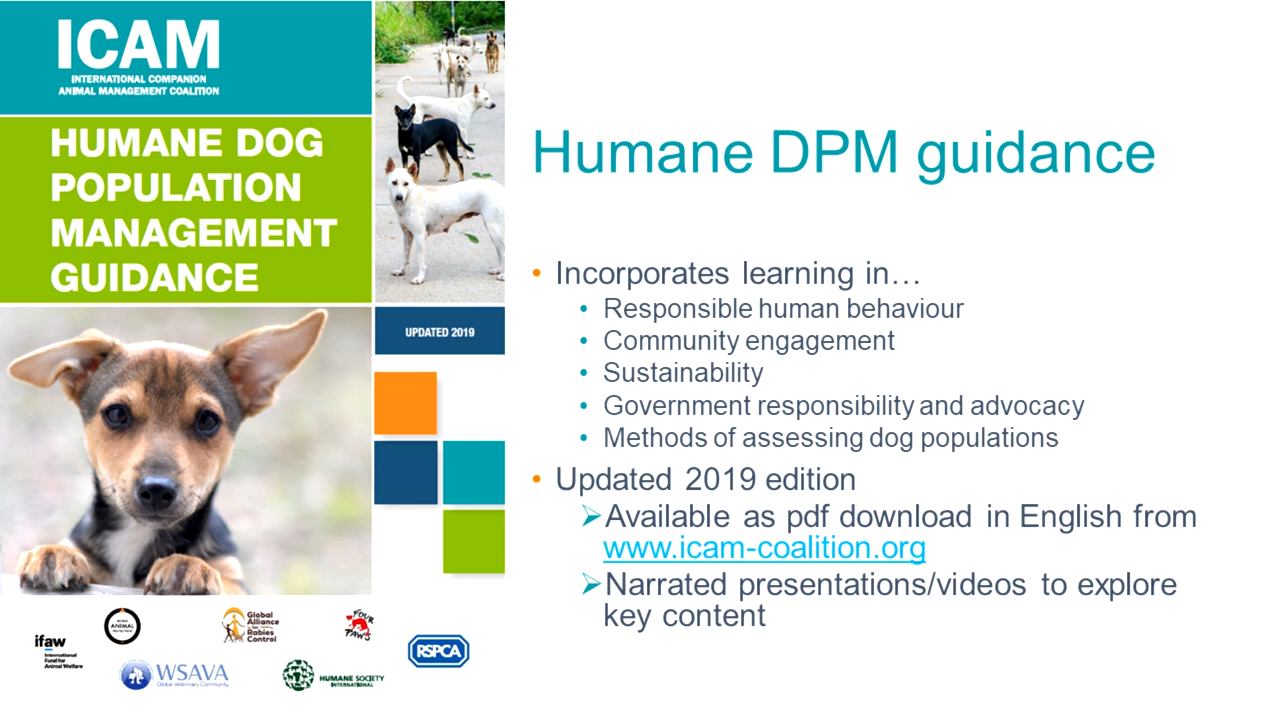 ICAM
INTERNATIONAL COMPANION
ANIMAL MANAGEMENT COALITION
HUMANE DOG
POPULATION
MANAGEMENT
GUIDANCE
UPDATED 2019
ifaw
International
Fund for
Animal Welfare
WORLD
ANIMAL
PROTECTION
Global
Alliance
for
Rabies
Control
FOUR
PAWS
RSPCA
WSAVA
Global Veterinary Community
HUMANE SOCIETY
INTERNATIONAL
Humane DPM guidance
• Incorporates learning in…
• Responsible human behaviour
• Community engagement
• Sustainability
• Government responsibility and advocacy
• Methods of assessing dog populations
• Updated 2019 edition
➢Available as pdf download in English from
www.icam-coalition.org
➢Narrated presentations/videos to explore
key content